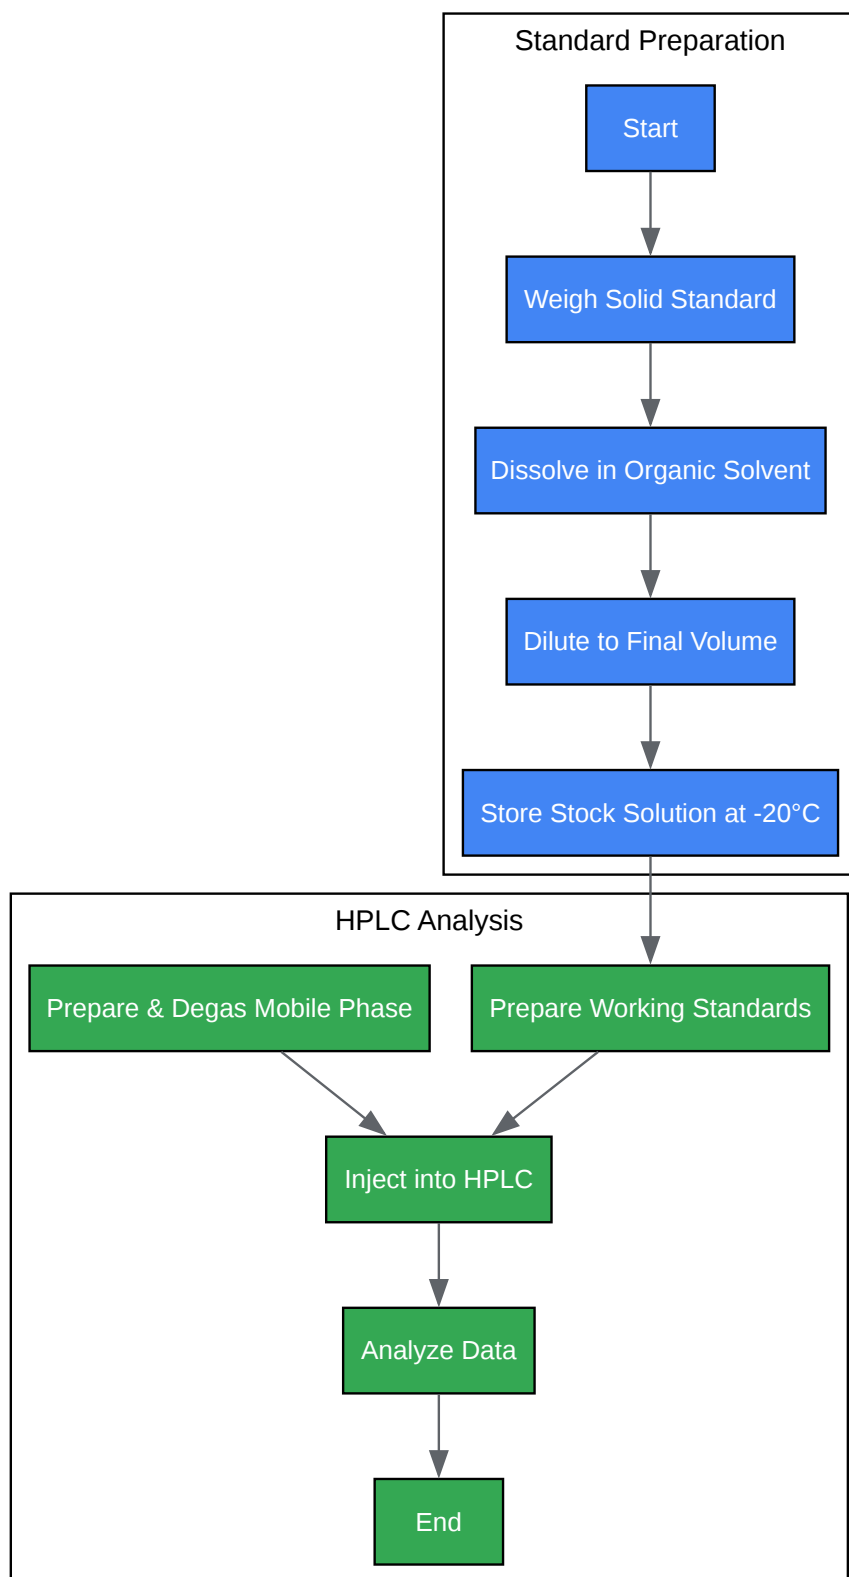 Standard Preparation
Start
Weigh Solid Standard
Dissolve in Organic Solvent
Dilute to Final Volume
Store Stock Solution at -20°C
HPLC Analysis
Prepare & Degas Mobile Phase
Prepare Working Standards
Inject into HPLC
Analyze Data
End